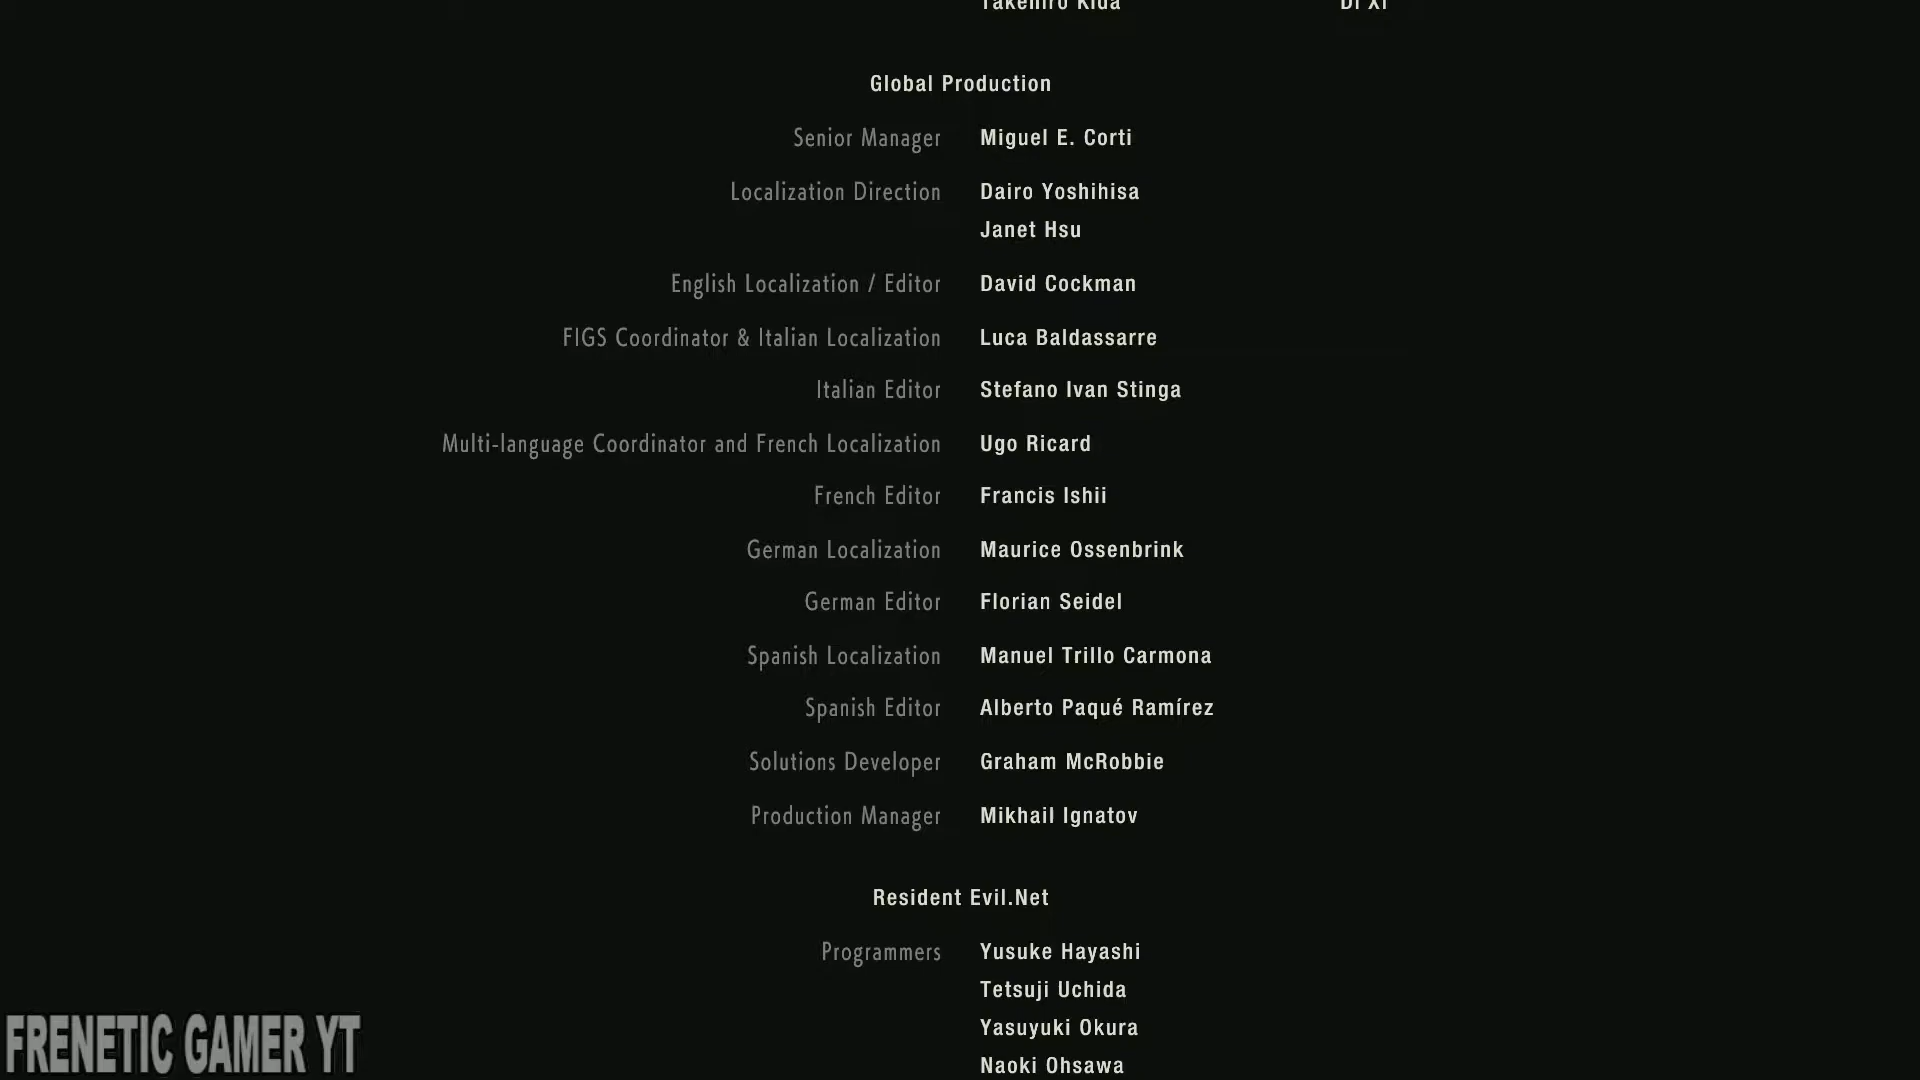 Takehiro Kida Di Xi
Global Production
Senior Manager Miguel E. Corti
Localization Direction Dairo Yoshihisa
Janet Hsu
English Localization / Editor David Cockman
FIGS Coordinator & Italian Localization Luca Baldassarre
Italian Editor Stefano Ivan Stinga
Multi-language Coordinator and French Localization Ugo Ricard
French Editor Francis Ishii
German Localization Maurice Ossenbrink
German Editor Florian Seidel
Spanish Localization Manuel Trillo Carmona
Spanish Editor Alberto Paqué Ramírez
Solutions Developer Graham McRobbie
Production Manager Mikhail Ignatov
Resident Evil.Net
Programmers Yusuke Hayashi
Tetsuji Uchida
Yasuyuki Okura
Naoki Ohsawa
FRENETIC GAMER YT